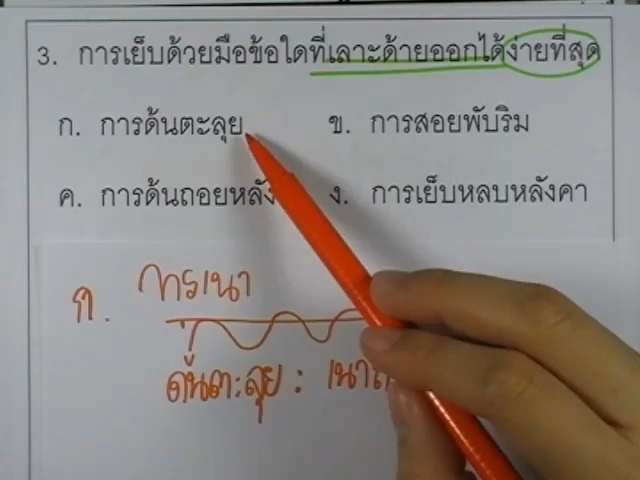 3. การเย็บด้วยมือข้อใดที่เลาะด้ายออกได้ง่ายที่สุด
ก. การด้นตะลุย ข. การสอยพับริม
ค. การด้นถอยหลัง ง. การเย็บหลบหลังคา
ก. การเนา
ด้นตะลุย : เนา